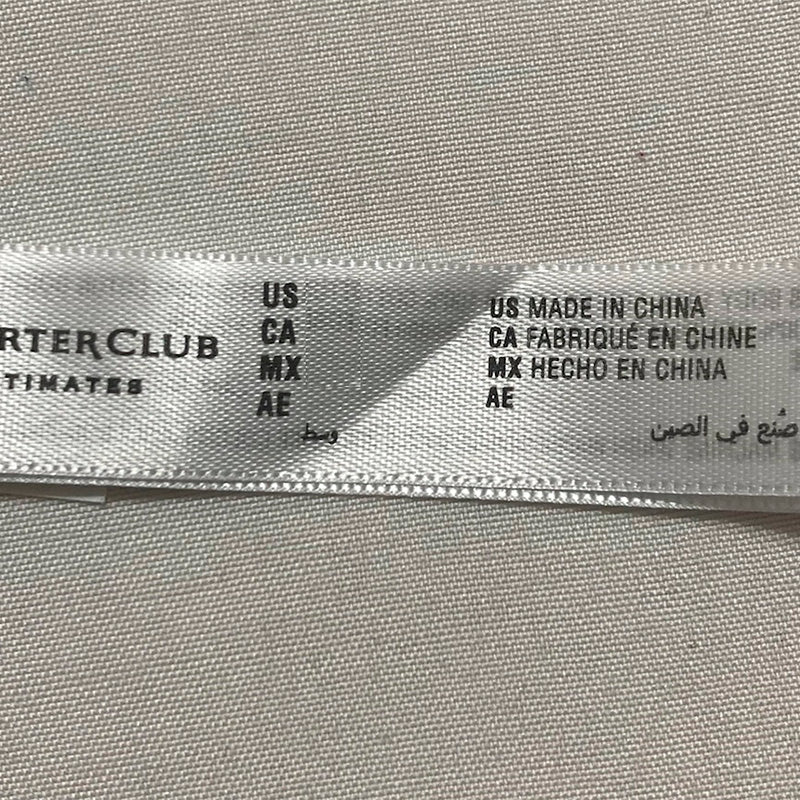 RTERCLUB
TIMATES
US
CA
MX
AE
وسط
US MADE IN CHINA
CA FABRIQUÉ EN CHINE
MX HECHO EN CHINA
AE
صُنع في الصين